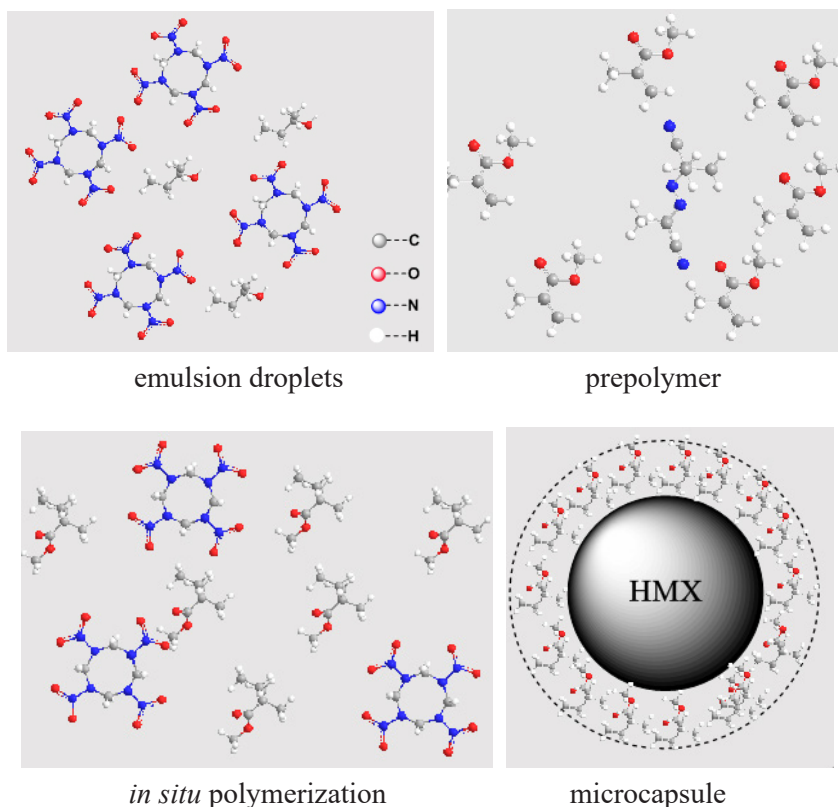 ---C
---O
---N
---H
emulsion droplets
prepolymer
HMX
in situ polymerization
microcapsule